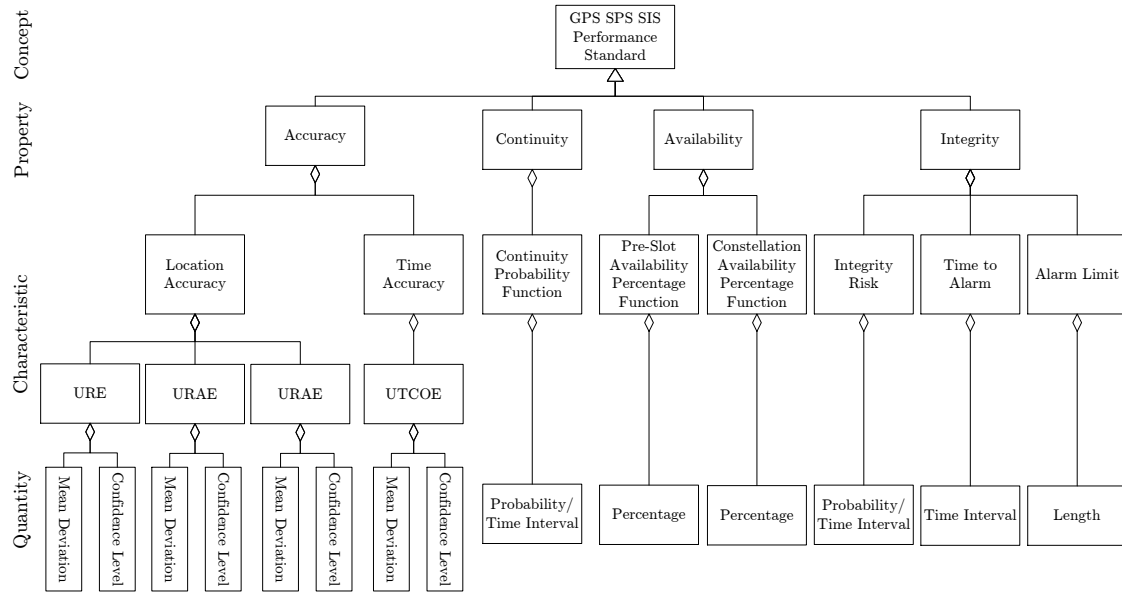 Concept
GPS SPS SIS
Performance
Standard
Property
Accuracy
Continuity
Availability
Integrity
Characteristic
Location
Accuracy
Time
Accuracy
Continuity
Probability
Function
Pre-Slot
Availability
Percentage
Function
Constellation
Availability
Percentage
Function
Integrity
Risk
Time to
Alarm
Alarm Limit
URE
URAE
URAE
UTCOE
Quantity
Mean Deviation
Confidence Level
Mean Deviation
Confidence Level
Mean Deviation
Confidence Level
Mean Deviation
Confidence Level
Probability/
Time Interval
Percentage
Percentage
Probability/
Time Interval
Time Interval
Length